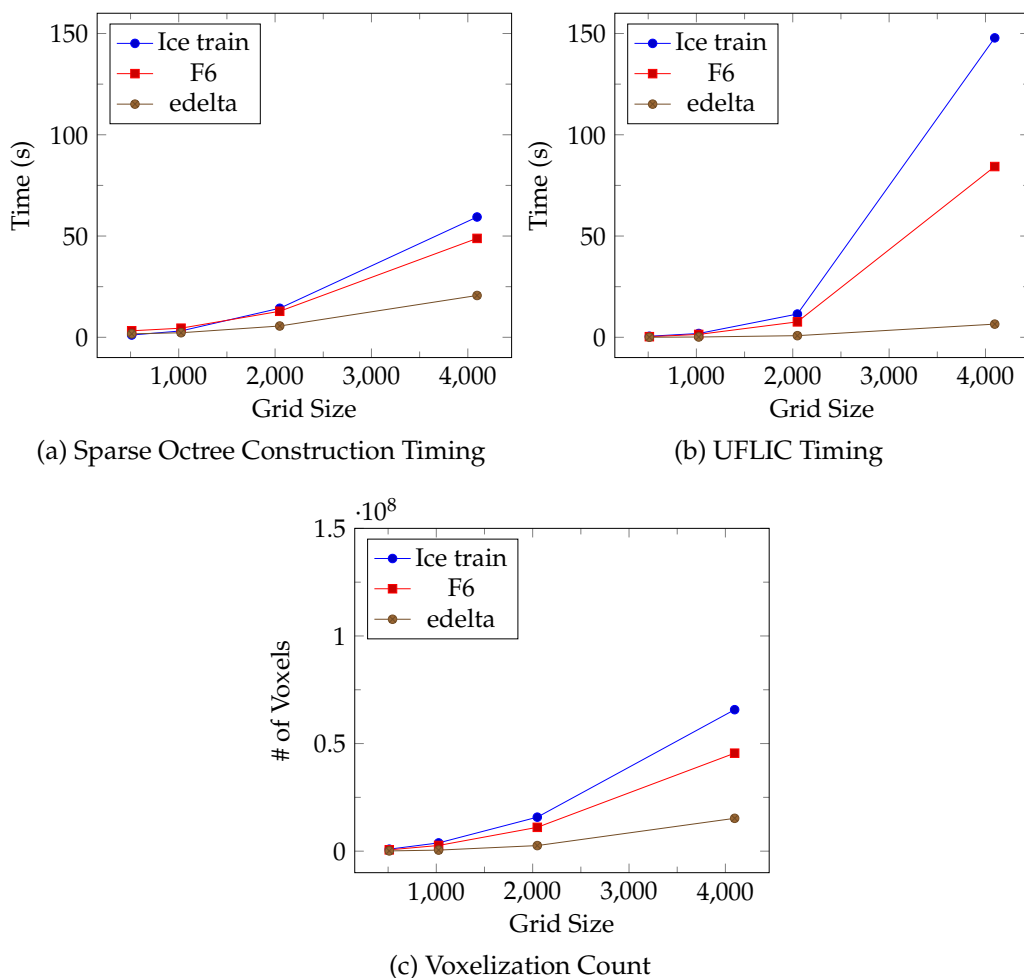 150
100
50
0
Time (s)
Ice train
F6
edelta
1,000 2,000 3,000 4,000
Grid Size
(a) Sparse Octree Construction Timing
150
100
50
0
Time (s)
Ice train
F6
edelta
1,000 2,000 3,000 4,000
Grid Size
(b) UFLIC Timing
·10⁸
1.5
1
0.5
0
# of Voxels
Ice train
F6
edelta
1,000 2,000 3,000 4,000
Grid Size
(c) Voxelization Count